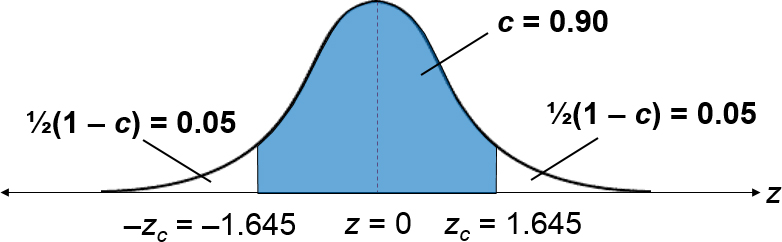 c = 0.90
½(1 – c) = 0.05
½(1 – c) = 0.05
z
–zc = –1.645
z = 0
zc = 1.645